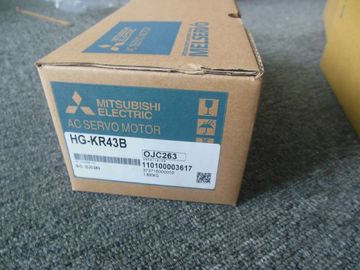 MITSUBISHI
ELECTRIC
MELSERVO
AC SERVO MOTOR
HG-KR43B
OJC263
110100003617